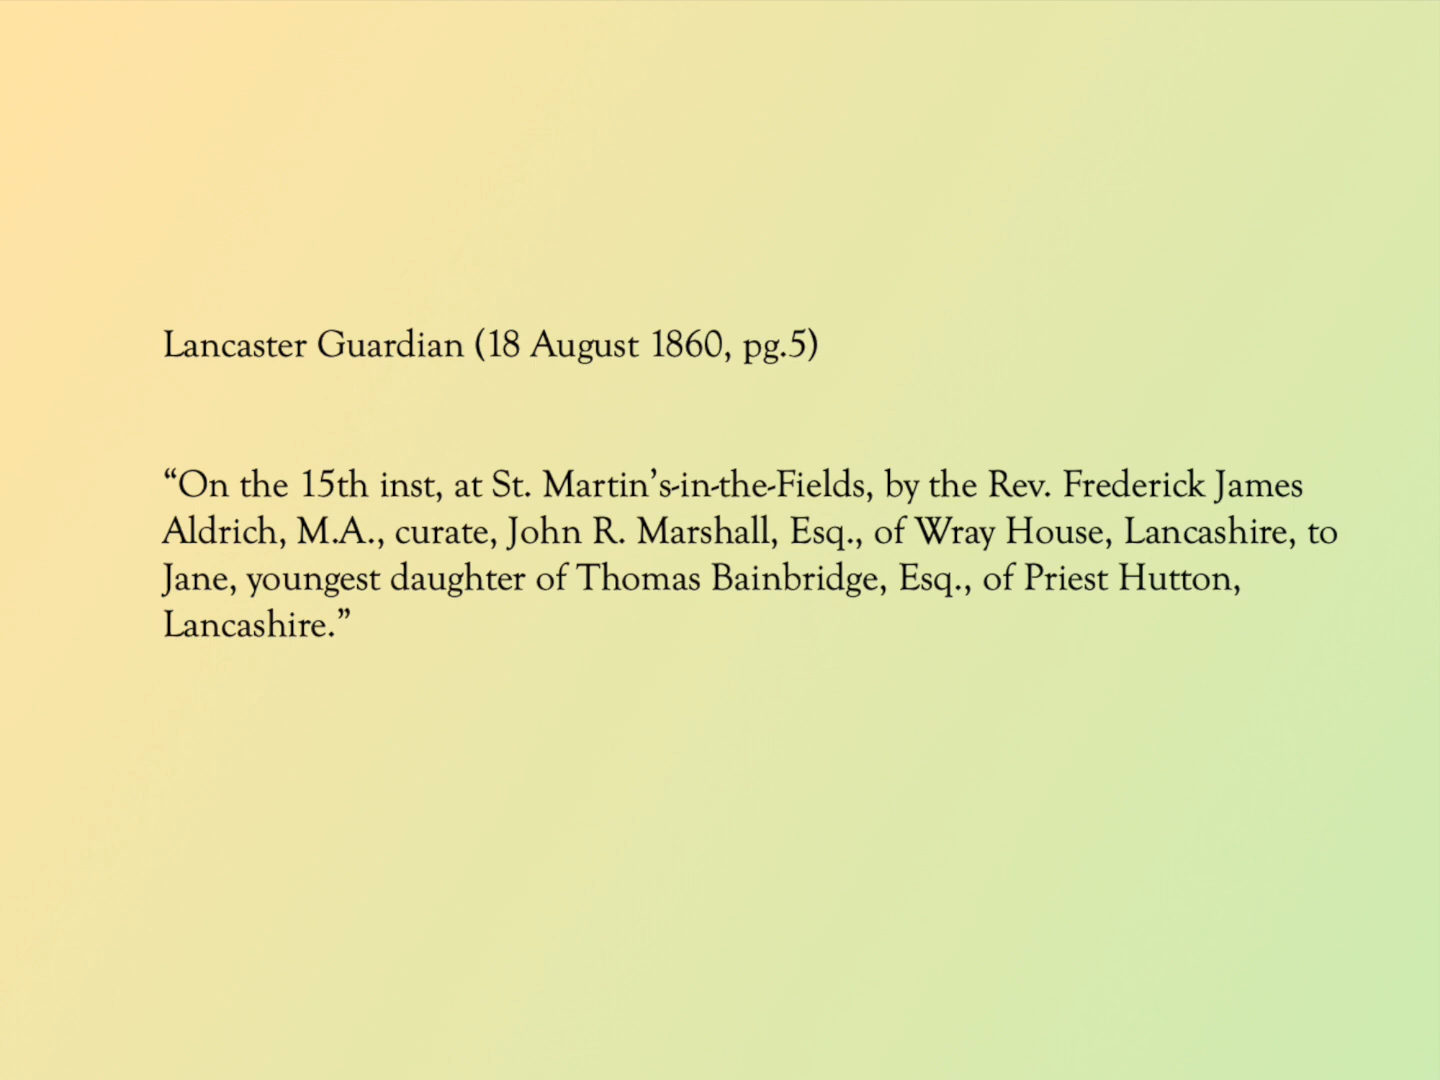 Lancaster Guardian (18 August 1860, pg.5)
“On the 15th inst, at St. Martin’s-in-the-Fields, by the Rev. Frederick James
Aldrich, M.A., curate, John R. Marshall, Esq., of Wray House, Lancashire, to
Jane, youngest daughter of Thomas Bainbridge, Esq., of Priest Hutton,
Lancashire.”